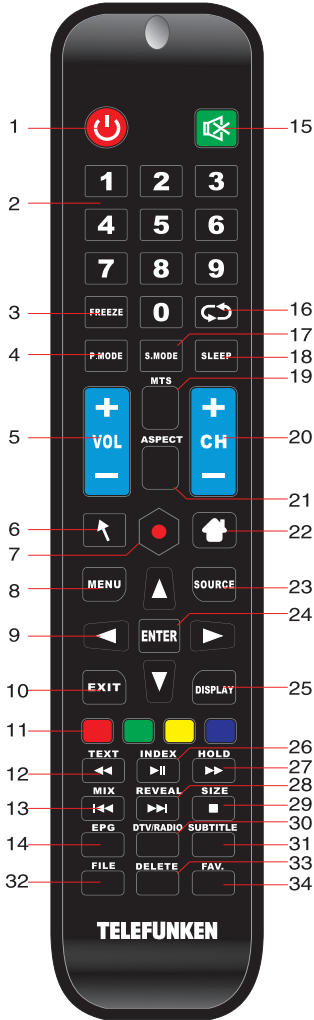 1 15
1 2 3
2
4 5 6
7 8 9
3 FREEZE 0 16
17
4 P.MODE S.MODE SLEEP 18
MTS 19
+ +
5 VOL ASPECT CH 20
− −
21
6
7 22
8 MENU SOURCE 23
24
9 ENTER
10 EXIT DISPLAY 25
11
TEXT INDEX HOLD 26
12 27
MIX REVEAL SIZE 28
13 29
EPG DTV/RADIO SUBTITLE 30
14 31
FILE DELETE FAV. 33
32 34
TELEFUNKEN